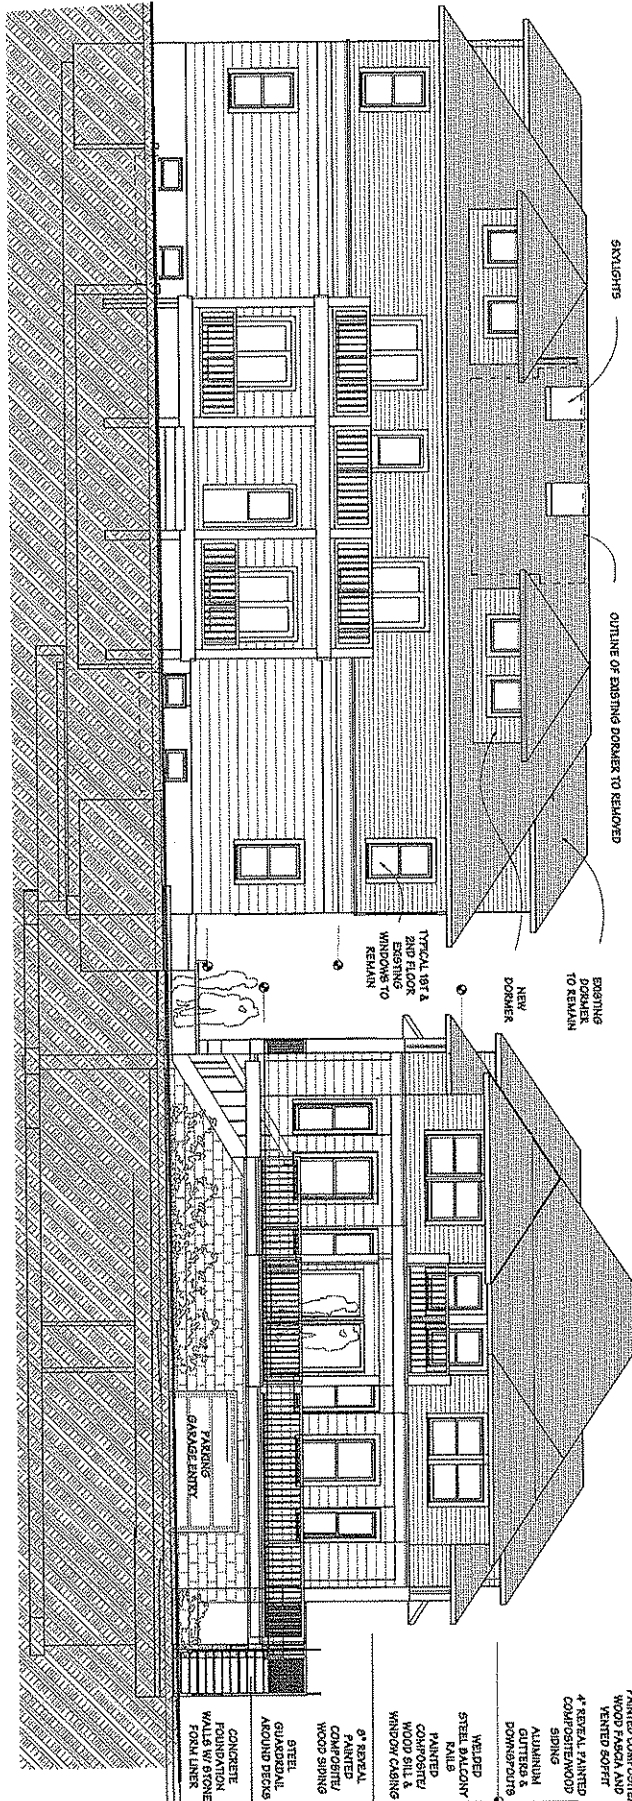 SKYLIGHTS
OUTLINE OF EXISTING DORMER TO REMOVED
EXISTING
DORMER
TO REMAIN
NEW
DORMER
TYPICAL 1ST &
2ND FLOOR
EXISTING
WINDOWS TO
REMAIN
PARKING
GARAGE ENTRY
PAINTED COMPOSITE/
WOOD FASCIA AND
VENTED SOFFIT
4" REVEAL PAINTED
COMPOSITE/WOOD
SIDING
ALUMINUM
GUTTERS &
DOWNSPOUTS
WELDED
STEEL BALCONY
RAILS
PAINTED
COMPOSITE/
WOOD SILL &
WINDOW CASING
8" REVEAL
PAINTED
COMPOSITE/
WOOD SIDING
STEEL
GUARDRAIL
AROUND DECKS
CONCRETE
FOUNDATION
WALLS W/ STONE
FORM LINER